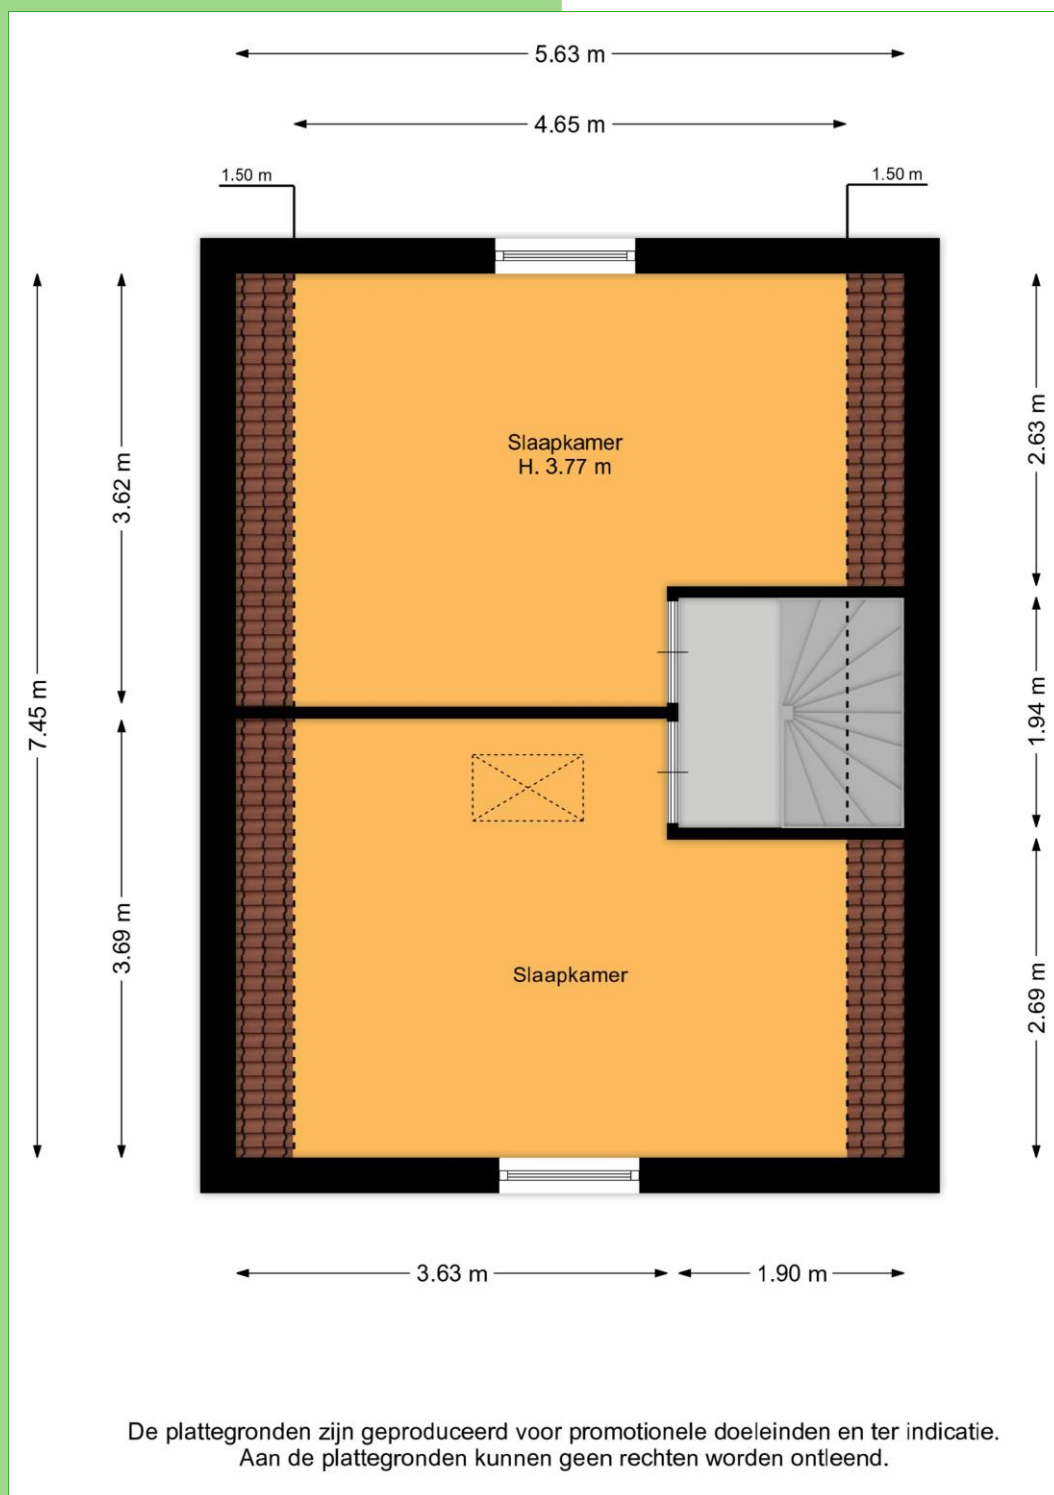 5.63 m
4.65 m
1.50 m
1.50 m
Slaapkamer
H. 3.77 m
2.63 m
3.62 m
7.45 m
1.94 m
3.69 m
Slaapkamer
2.69 m
3.63 m
1.90 m
De plattegronden zijn geproduceerd voor promotionele doeleinden en ter indicatie.
Aan de plattegronden kunnen geen rechten worden ontleend.